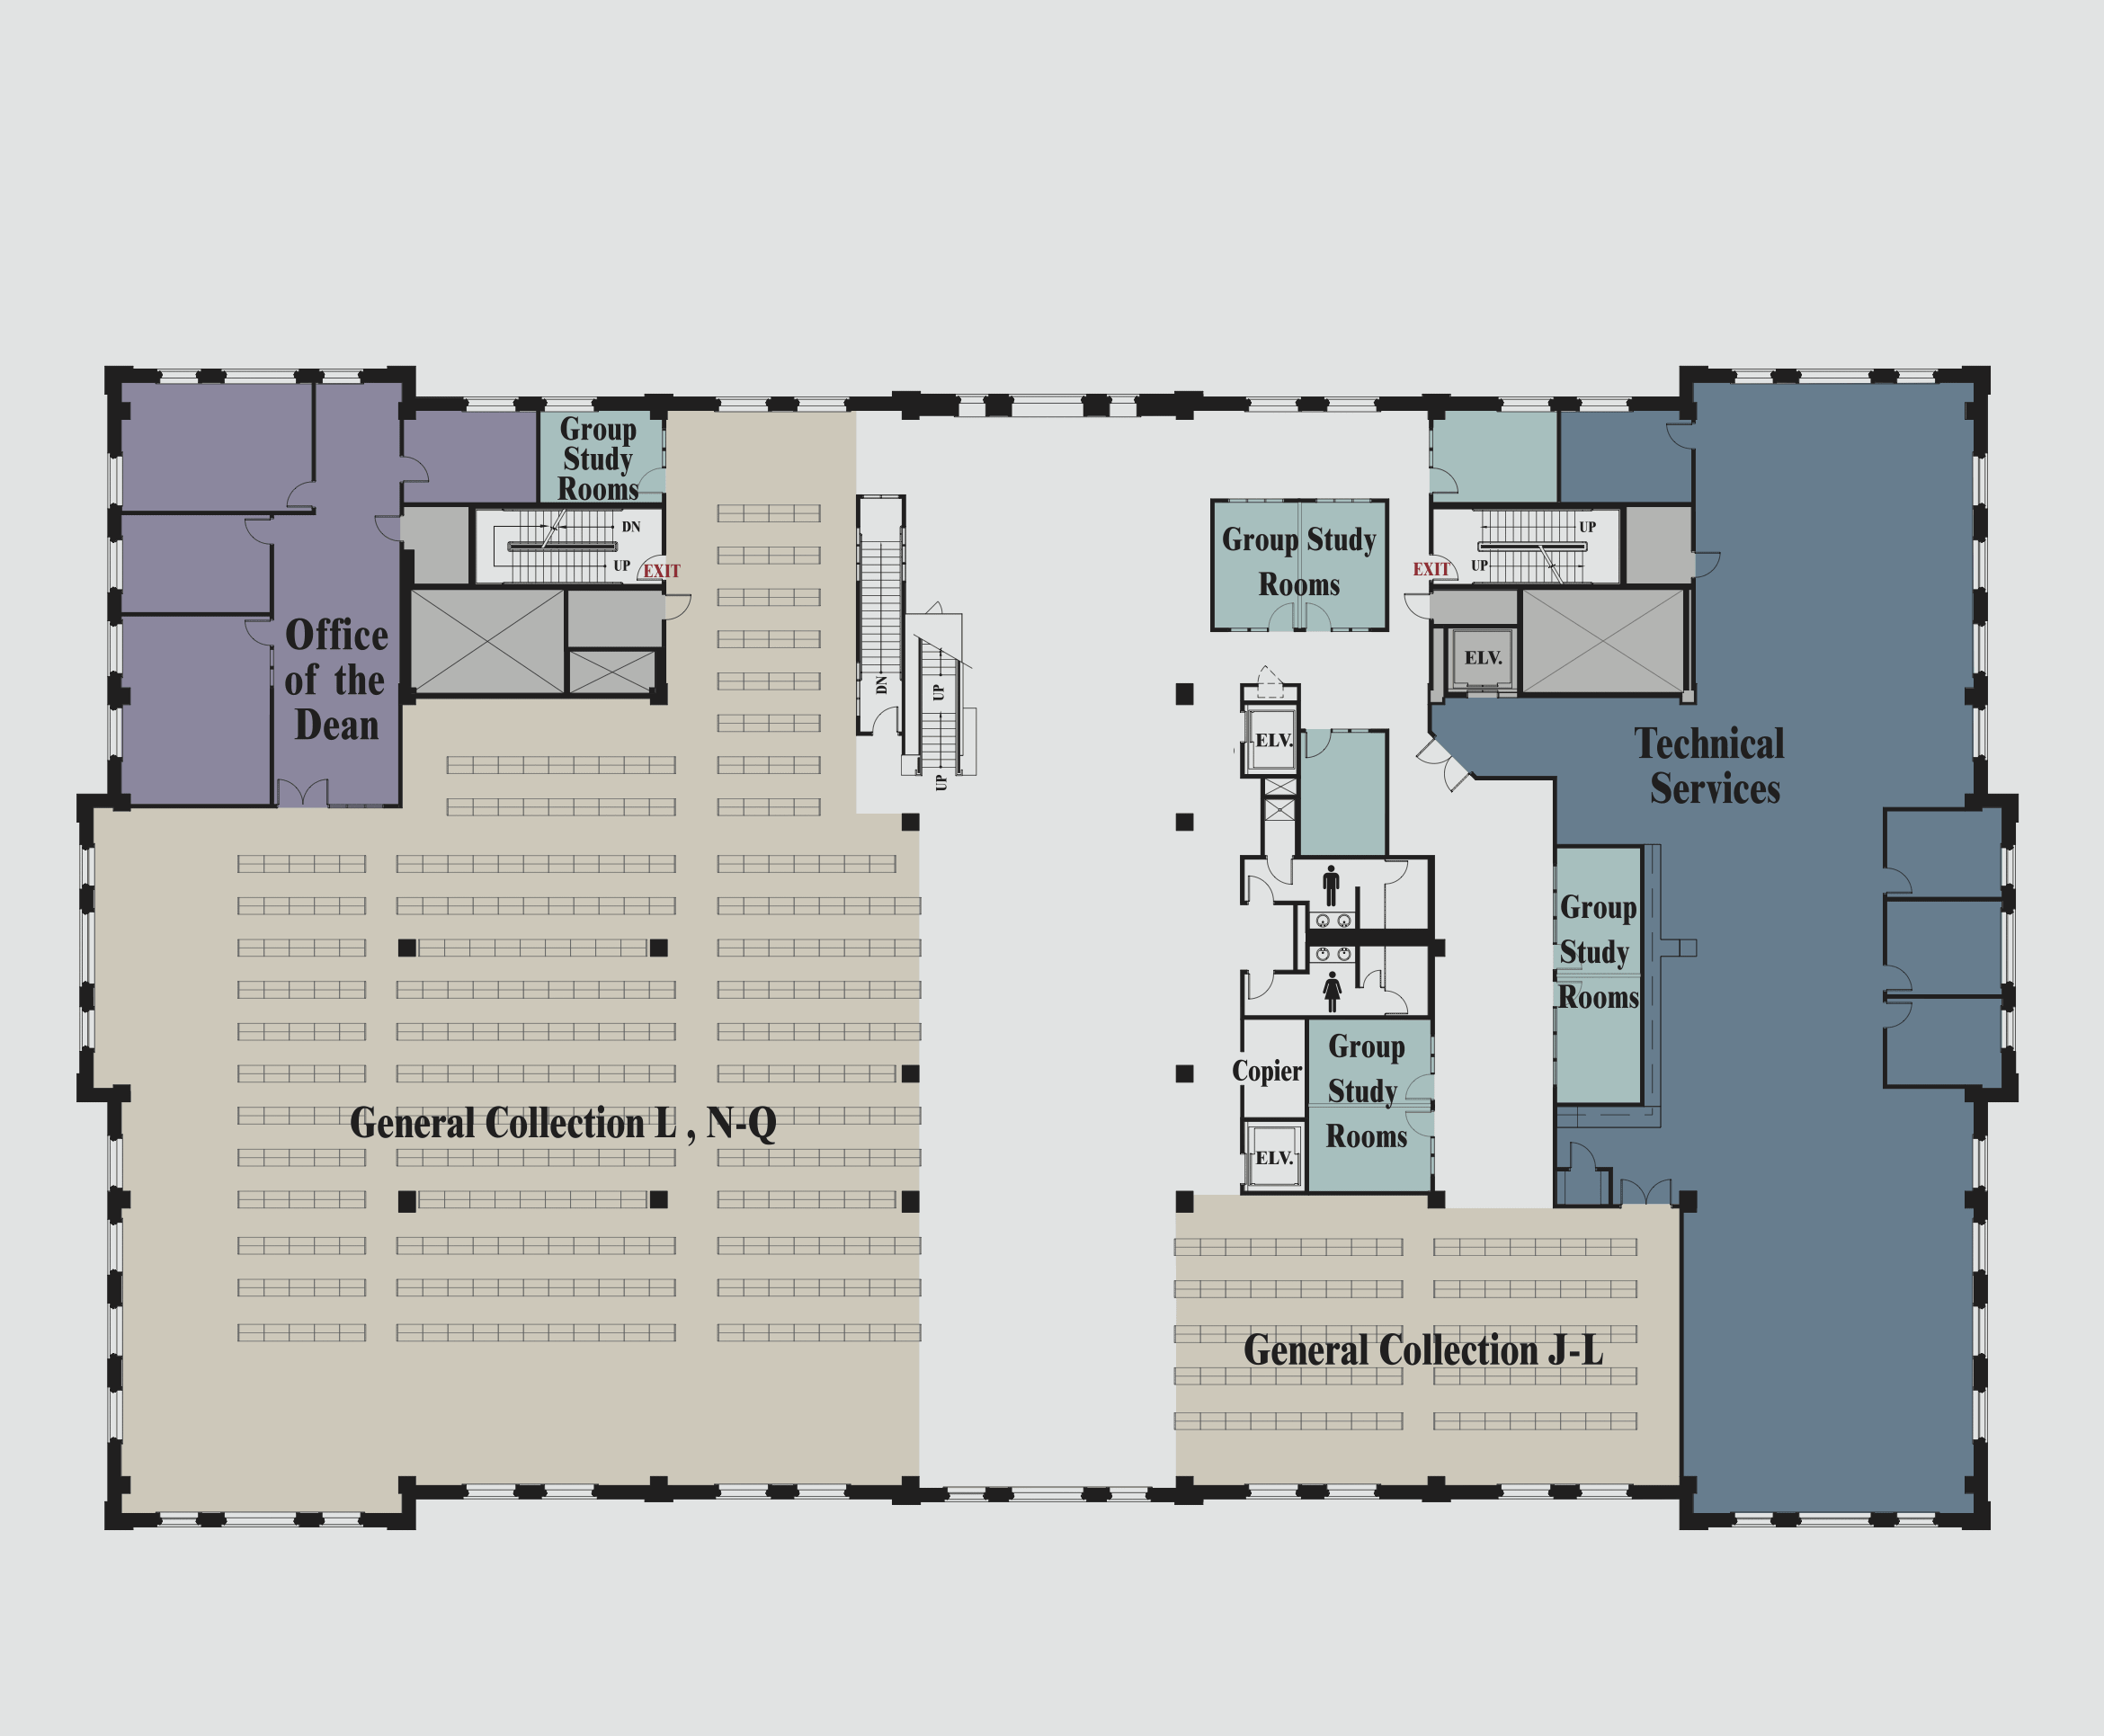 Group
Study
Rooms
DN
UP
EXIT
Group Study
Rooms
EXIT
UP
UP
Office
of the
Dean
DN
UP
UP
ELV.
ELV.
Technical
Services
Group
Study
Rooms
Copier
Group
Study
Rooms
ELV.
General Collection L , N-Q
General Collection J-L